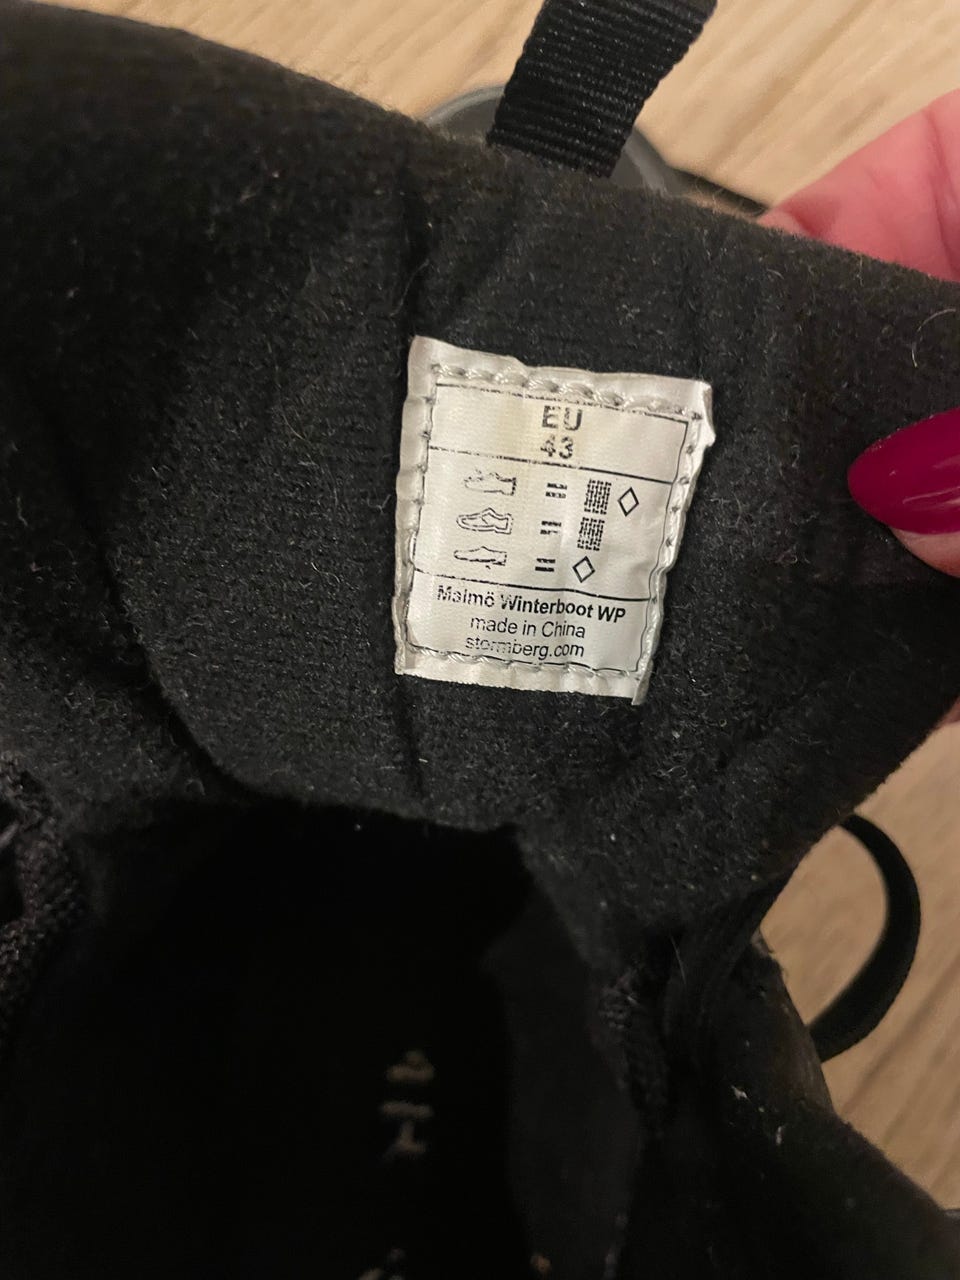 EU
43
Malmö Winterboot WP
made in China
stormberg.com